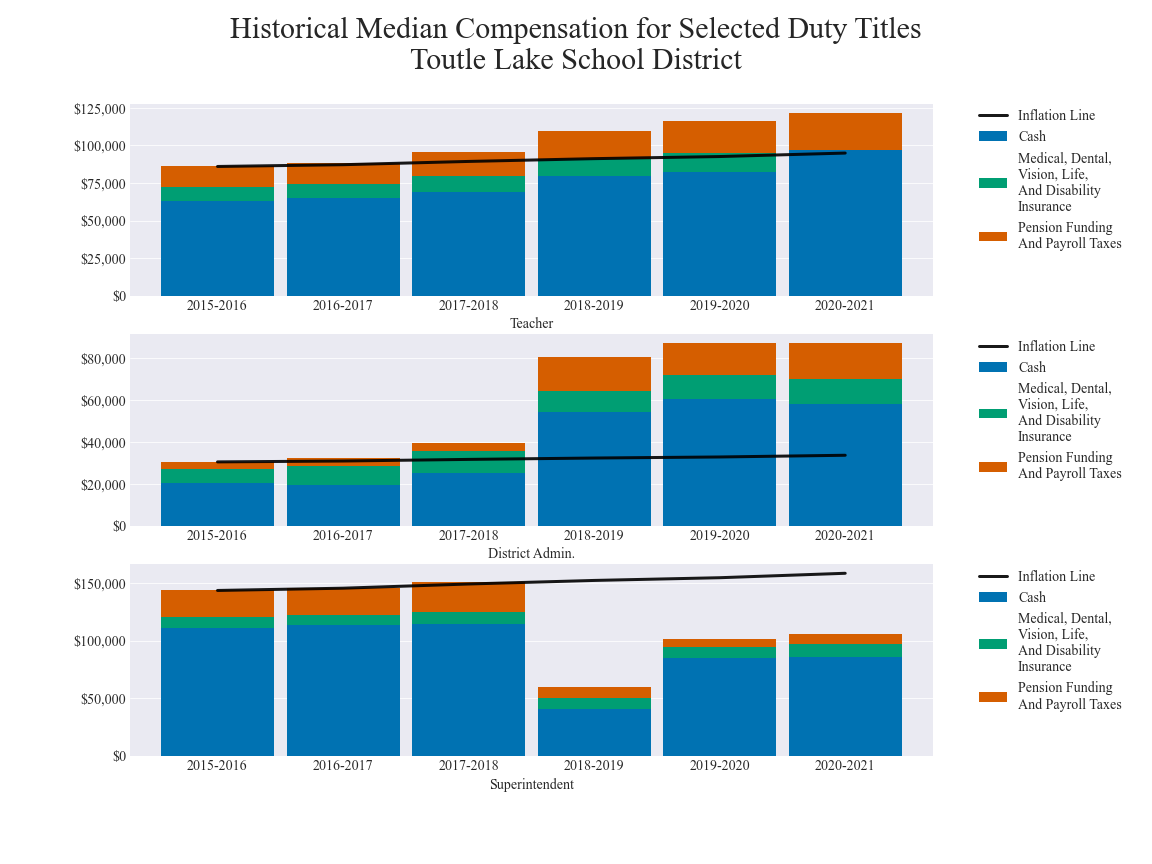 Historical Median Compensation for Selected Duty Titles
Toutle Lake School District
$125,000
$100,000
$75,000
$50,000
$25,000
$0
2015-2016 2016-2017 2017-2018 2018-2019 2019-2020 2020-2021
Teacher
Inflation Line
Cash
Medical, Dental,
Vision, Life,
And Disability
Insurance
Pension Funding
And Payroll Taxes
$80,000
$60,000
$40,000
$20,000
$0
2015-2016 2016-2017 2017-2018 2018-2019 2019-2020 2020-2021
District Admin.
Inflation Line
Cash
Medical, Dental,
Vision, Life,
And Disability
Insurance
Pension Funding
And Payroll Taxes
$150,000
$100,000
$50,000
$0
2015-2016 2016-2017 2017-2018 2018-2019 2019-2020 2020-2021
Superintendent
Inflation Line
Cash
Medical, Dental,
Vision, Life,
And Disability
Insurance
Pension Funding
And Payroll Taxes